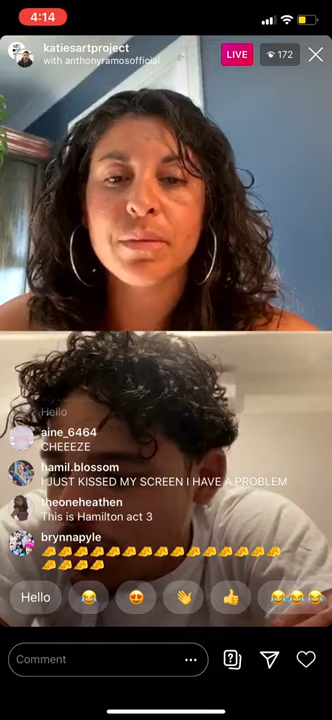 4:14
katiesartproject
with anthonyramosofficial
LIVE
172
Hello
aine_6464
CHEEEZE
hamil.blossom
I JUST KISSED MY SCREEN I HAVE A PROBLEM
theoneheathen
This is Hamilton act 3
brynnapyle
🧀🧀🧀🧀🧀🧀🧀🧀🧀🧀🧀🧀🧀🧀🧀
🧀🧀🧀🧀
Hello 😂 😍 👋 👍 😂😂😂
Comment